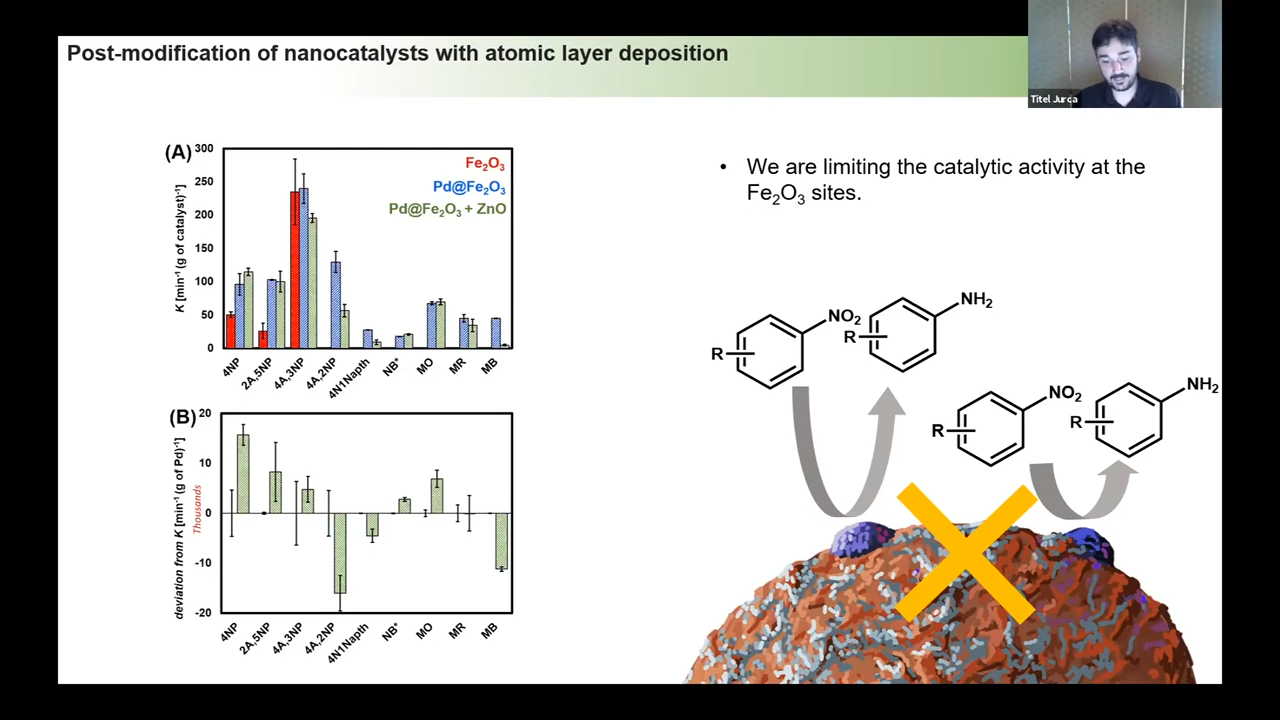 Post-modification of nanocatalysts with atomic layer deposition
Titel Jurca
(A)
300
250
200
150
100
50
0
K [min⁻¹ (g of catalyst)⁻¹]
Fe₂O₃
Pd@Fe₂O₃
Pd@Fe₂O₃ + ZnO
4NP
2A,5NP
4A,3NP
4A,2NP
4N1Napth
NB*
MO
MR
MB
(B)
20
10
0
-10
-20
deviation from K [min⁻¹ (g of Pd)⁻¹]
Thousands
4NP
2A,5NP
4A,3NP
4A,2NP
4N1Napth
NB*
MO
MR
MB
• We are limiting the catalytic activity at the
Fe₂O₃ sites.
R
NO₂
R
NH₂
R
NO₂
R
NH₂